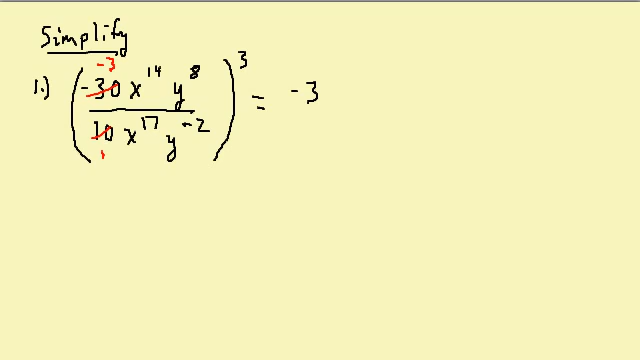 Simplify
-3
1.) (-30 x^14 y^8 / 10 x^17 y^-2)^3 = -3
1